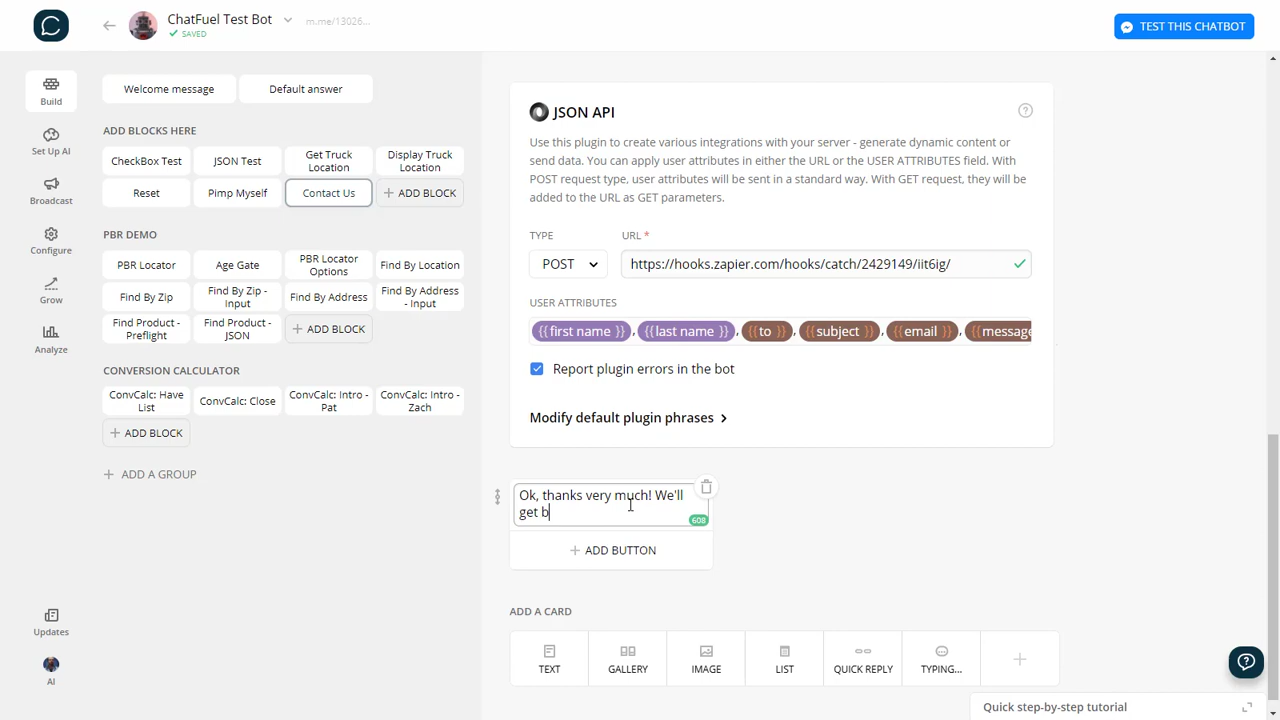 ChatFuel Test Bot
m.me/13026...
SAVED
TEST THIS CHATBOT
Build
Set Up AI
Broadcast
Configure
Grow
Analyze
Updates
AI
Welcome message
Default answer
ADD BLOCKS HERE
CheckBox Test
JSON Test
Get Truck
Location
Display Truck
Location
Reset
Pimp Myself
Contact Us
ADD BLOCK
PBR DEMO
PBR Locator
Age Gate
PBR Locator
Options
Find By Location
Find By Zip
Find By Zip -
Input
Find By Address
Find By Address
- Input
Find Product -
Preflight
Find Product -
JSON
ADD BLOCK
CONVERSION CALCULATOR
ConvCalc: Have
List
ConvCalc: Close
ConvCalc: Intro -
Pat
ConvCalc: Intro -
Zach
ADD BLOCK
ADD A GROUP
JSON API
Use this plugin to create various integrations with your server - generate dynamic content or
send data. You can apply user attributes in either the URL or the USER ATTRIBUTES field. With
POST request type, user attributes will be sent in a standard way. With GET request, they will be
added to the URL as GET parameters.
TYPE
URL *
POST
https://hooks.zapier.com/hooks/catch/2429149/iit6ig/
USER ATTRIBUTES
{{first name }}, {{last name }}, {{to }}, {{subject }}, {{email }}, {{message
Report plugin errors in the bot
Modify default plugin phrases
Ok, thanks very much! We'll
get b
608
ADD BUTTON
ADD A CARD
TEXT
GALLERY
IMAGE
LIST
QUICK REPLY
TYPING...
Quick step-by-step tutorial